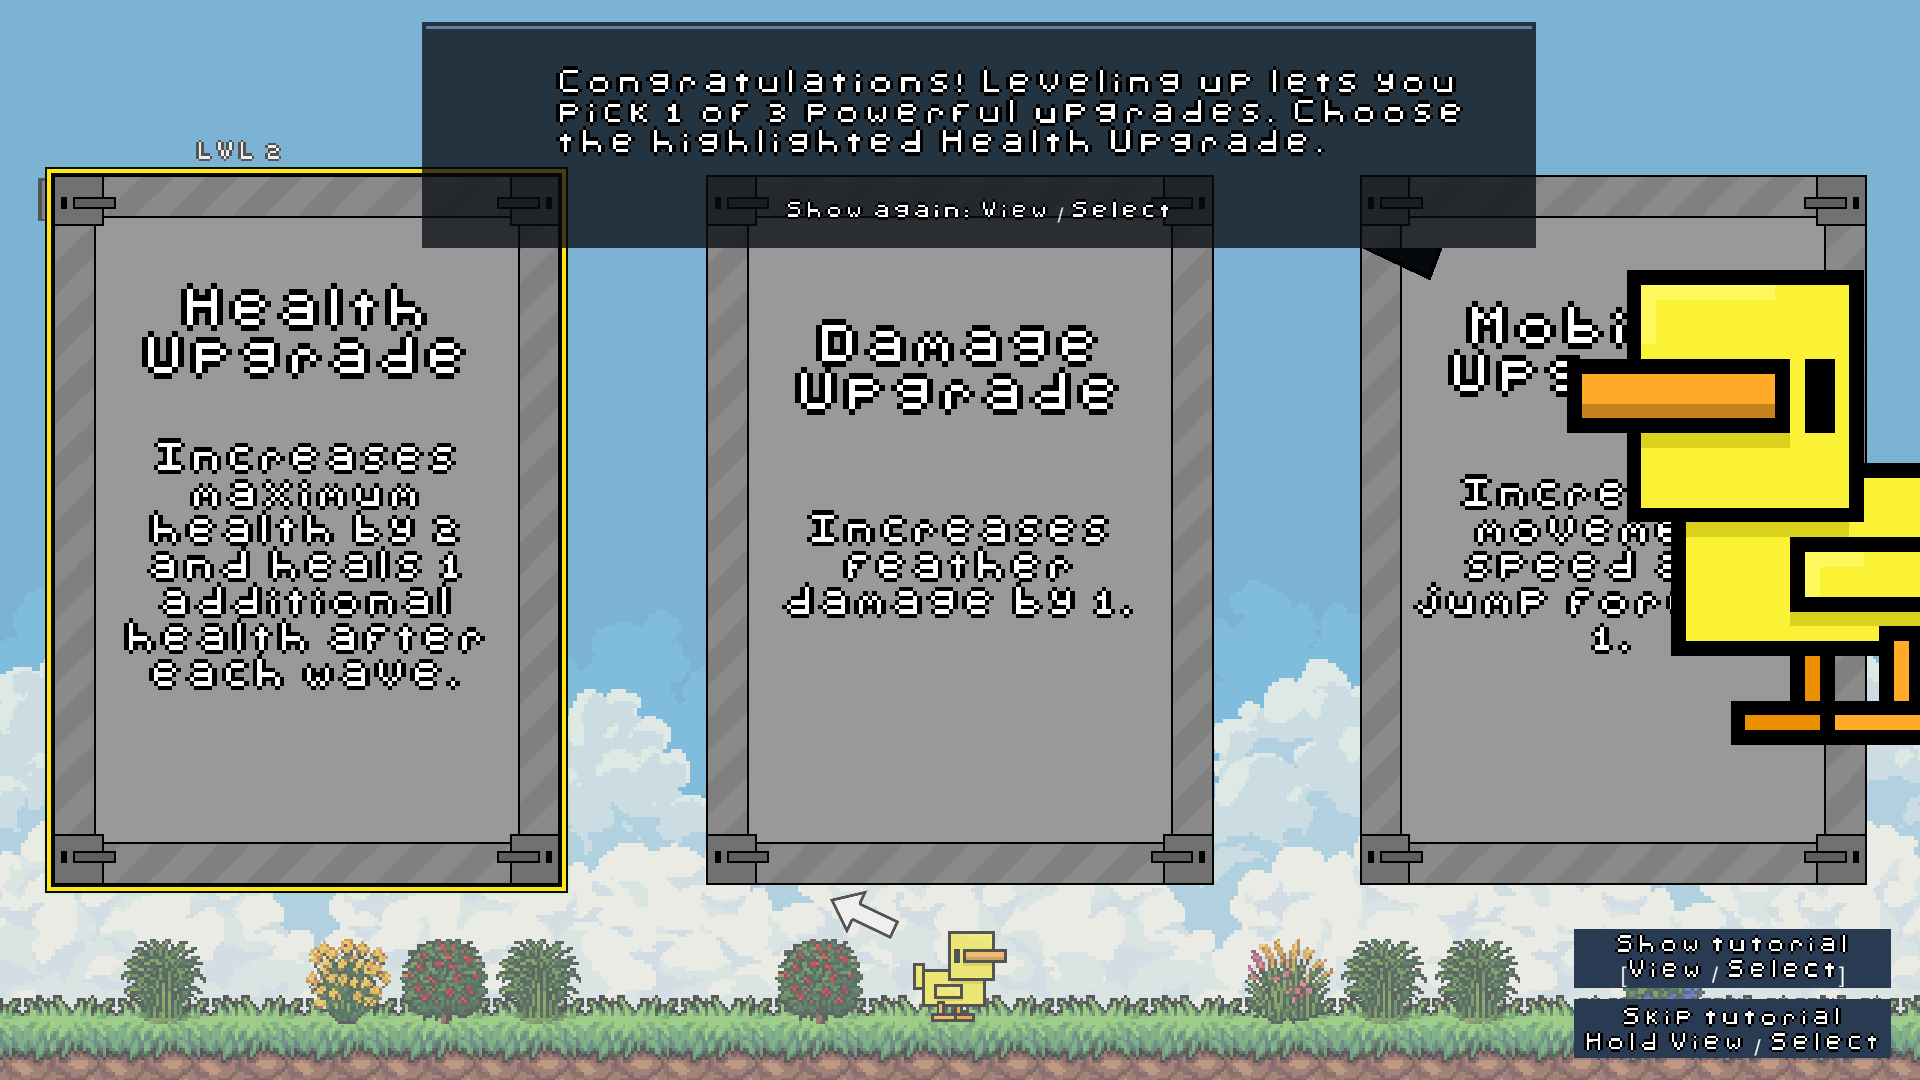 Congratulations! Leveling up lets you
pick 1 of 3 powerful upgrades. Choose
the highlighted Health Upgrade.
Show again: View / Select
LVL 2
Health
Upgrade
Increases
maximum
health by 2
and heals 1
additional
health after
each wave.
Damage
Upgrade
Increases
feather
damage by 1.
speed
jump
1.
Show tutorial
[View / Select]
Skip tutorial
Hold View / Select